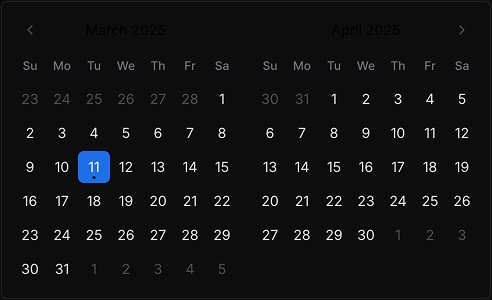 March 2025
Su Mo Tu We Th Fr Sa
23 24 25 26 27 28 1
2 3 4 5 6 7 8
9 10 11 12 13 14 15
16 17 18 19 20 21 22
23 24 25 26 27 28 29
30 31 1 2 3 4 5
April 2025
Su Mo Tu We Th Fr Sa
30 31 1 2 3 4 5
6 7 8 9 10 11 12
13 14 15 16 17 18 19
20 21 22 23 24 25 26
27 28 29 30 1 2 3